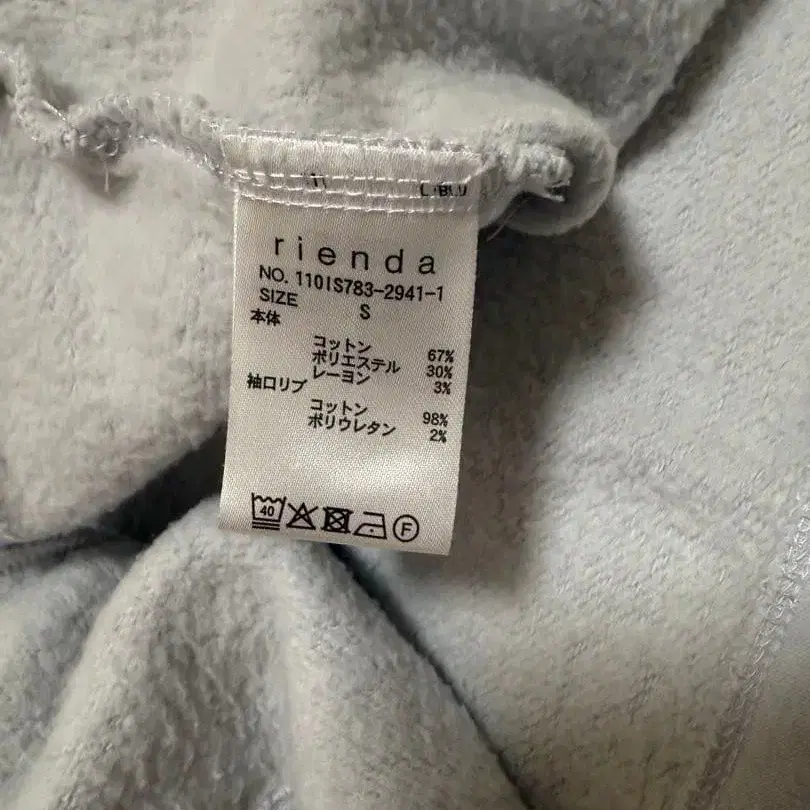 L.BLU
rienda
NO. 110IS783-2941-1
SIZE S
本体
コットン 67%
ポリエステル 30%
レーヨン 3%
袖口リブ
コットン 98%
ポリウレタン 2%
40 F